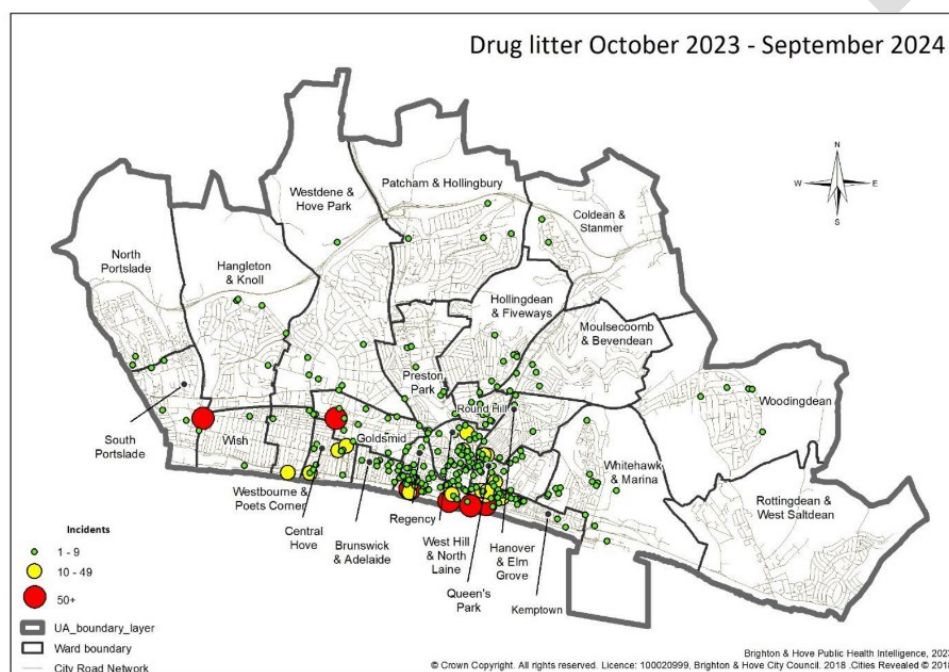 Drug litter October 2023 - September 2024
N
W
E
S
Patcham & Hollingbury
Westdene &
Hove Park
Coldean &
Stanmer
North
Portslade
Hangleton
& Knoll
Hollingdean
& Fiveways
Moulsecoomb
& Bevendean
Preston
Park
Woodingdean
Round Hill
South
Portslade
Wish
Goldsmid
Whitehawk
& Marina
Rottingdean &
West Saltdean
Westbourne &
Poets Corner
Central
Hove
Brunswick
& Adelaide
Regency
West Hill
& North
Laine
Hanover
& Elm
Grove
Queen's
Park
Kemptown
Incidents
1 - 9
10 - 49
50+
UA_boundary_layer
Ward boundary
City Road Network
Brighton & Hove Public Health Intelligence,
© Crown Copyright. All rights reserved. Licence: 100020999, Brighton & Hove City Council. 2018 .Cities Revealed ©